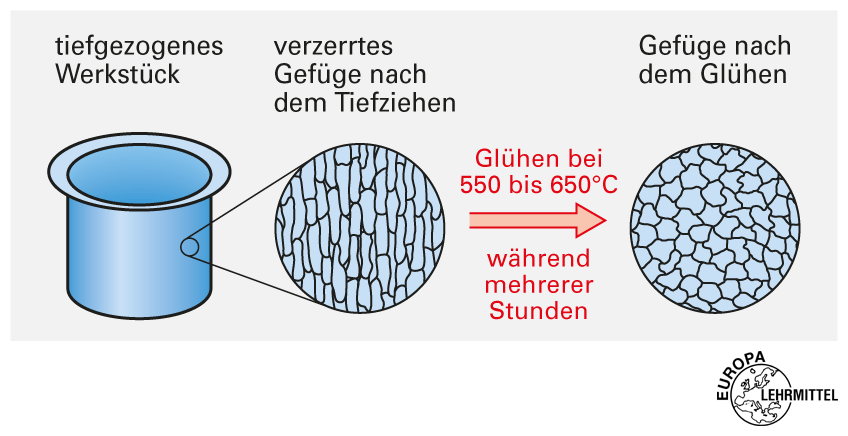 tiefgezogenes
Werkstück
verzerrtes
Gefüge nach
dem Tiefziehen
Glühen bei
550 bis 650°C
während
mehrerer
Stunden
Gefüge nach
dem Glühen
EUROPA
LEHRMITTEL